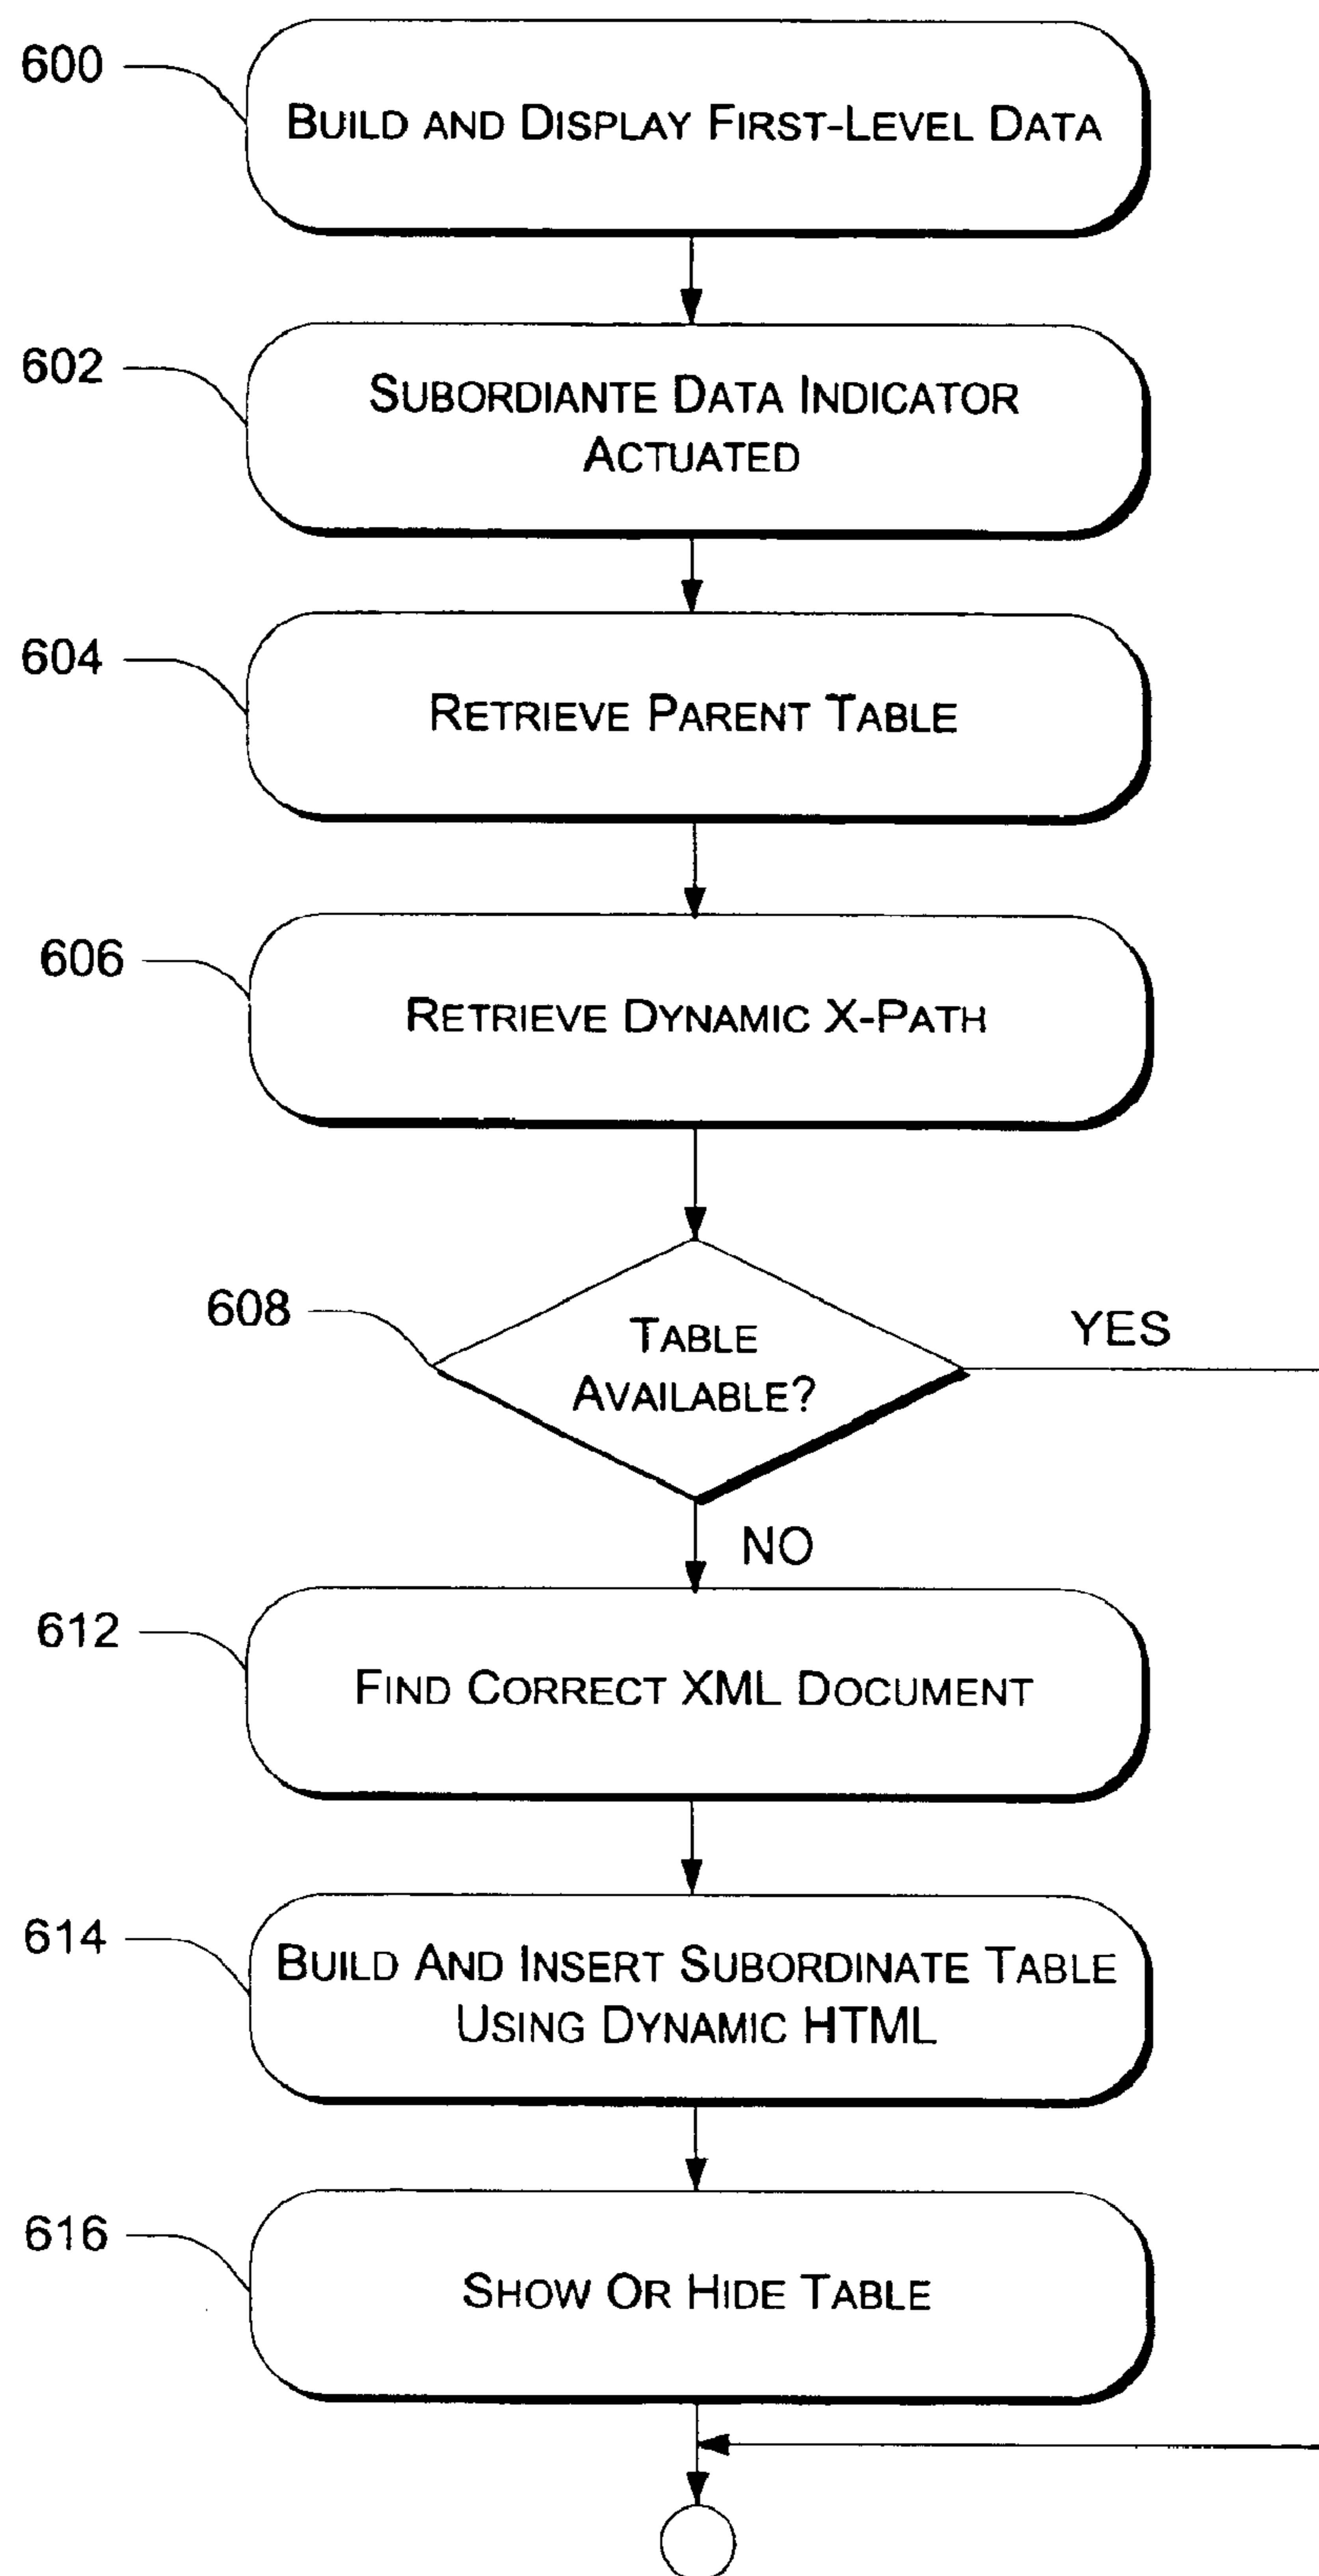 600
BUILD AND DISPLAY FIRST-LEVEL DATA
602
SUBORDIANTE DATA INDICATOR
ACTUATED
604
RETRIEVE PARENT TABLE
606
RETRIEVE DYNAMIC X-PATH
608
TABLE
AVAILABLE?
YES
NO
612
FIND CORRECT XML DOCUMENT
614
BUILD AND INSERT SUBORDINATE TABLE
USING DYNAMIC HTML
616
SHOW OR HIDE TABLE